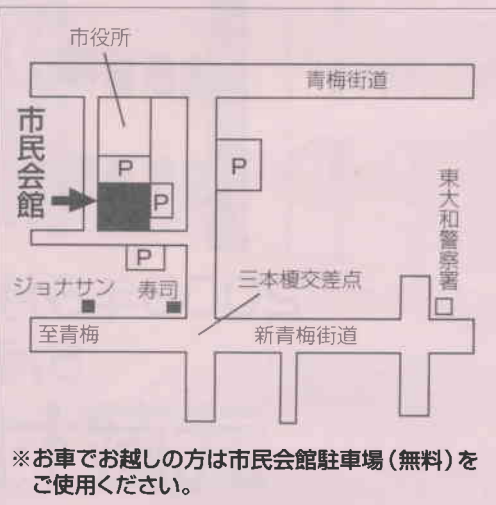 市役所
青梅街道
市民会館
P
P
P
P
東大和警察署
ジョナサン
寿司
三本榎交差点
至青梅
新青梅街道
※お車でお越しの方は市民会館駐車場(無料)を
ご使用ください。